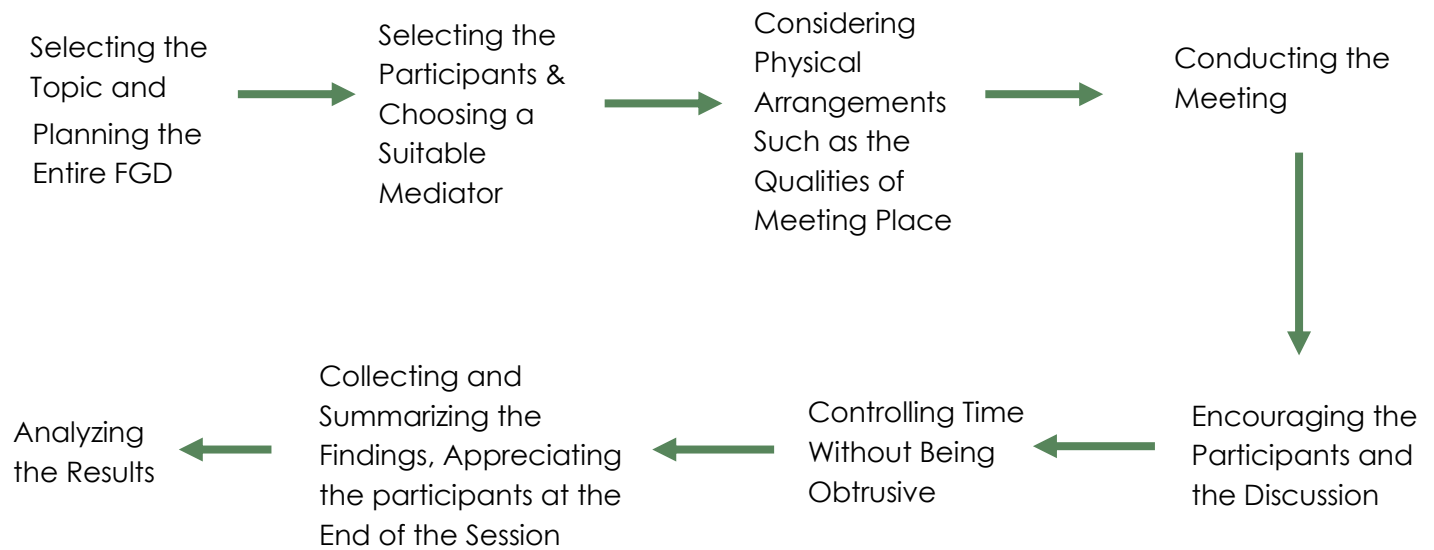 Selecting the
Topic and
Planning the
Entire FGD
Selecting the
Participants &
Choosing a
Suitable
Mediator
Considering
Physical
Arrangements
Such as the
Qualities of
Meeting Place
Conducting the
Meeting
Encouraging the
Participants and
the Discussion
Controlling Time
Without Being
Obtrusive
Collecting and
Summarizing the
Findings, Appreciating
the participants at the
End of the Session
Analyzing
the Results